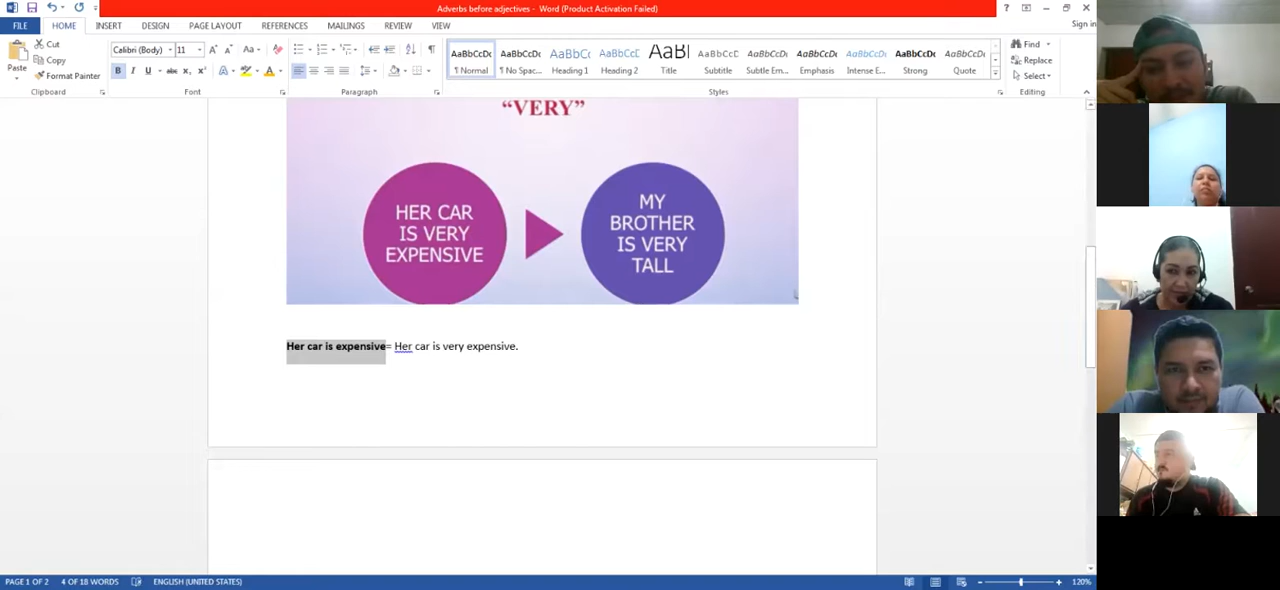 Adverbs before adjectives - Word (Product Activation Failed)
FILE HOME INSERT DESIGN PAGE LAYOUT REFERENCES MAILINGS REVIEW VIEW Sign in
Cut
Copy
Format Painter
Paste
Clipboard
Calibri (Body) 11
Font
Paragraph
AaBbCcDc AaBbCcDc AaBbC AaBbCcD AaB AaBbCcD AaBbCcDc AaBbCcDc AaBbCcDc AaBbCcDc AaBbCcDc
¶ Normal ¶ No Spac... Heading 1 Heading 2 Title Subtitle Subtle Em... Emphasis Intense E... Strong Quote
Styles
Find
Replace
Select
Editing
“VERY”
HER CAR
IS VERY
EXPENSIVE
MY
BROTHER
IS VERY
TALL
Her car is expensive= Her car is very expensive.
PAGE 1 OF 2 4 OF 18 WORDS ENGLISH (UNITED STATES) 120%